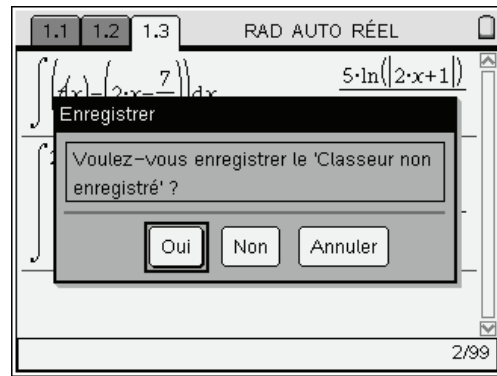 1.1 1.2 1.3 RAD AUTO RÉEL
5·ln(|2·x+1|)
Enregistrer
Voulez-vous enregistrer le 'Classeur non
enregistré' ?
Oui Non Annuler
2/99